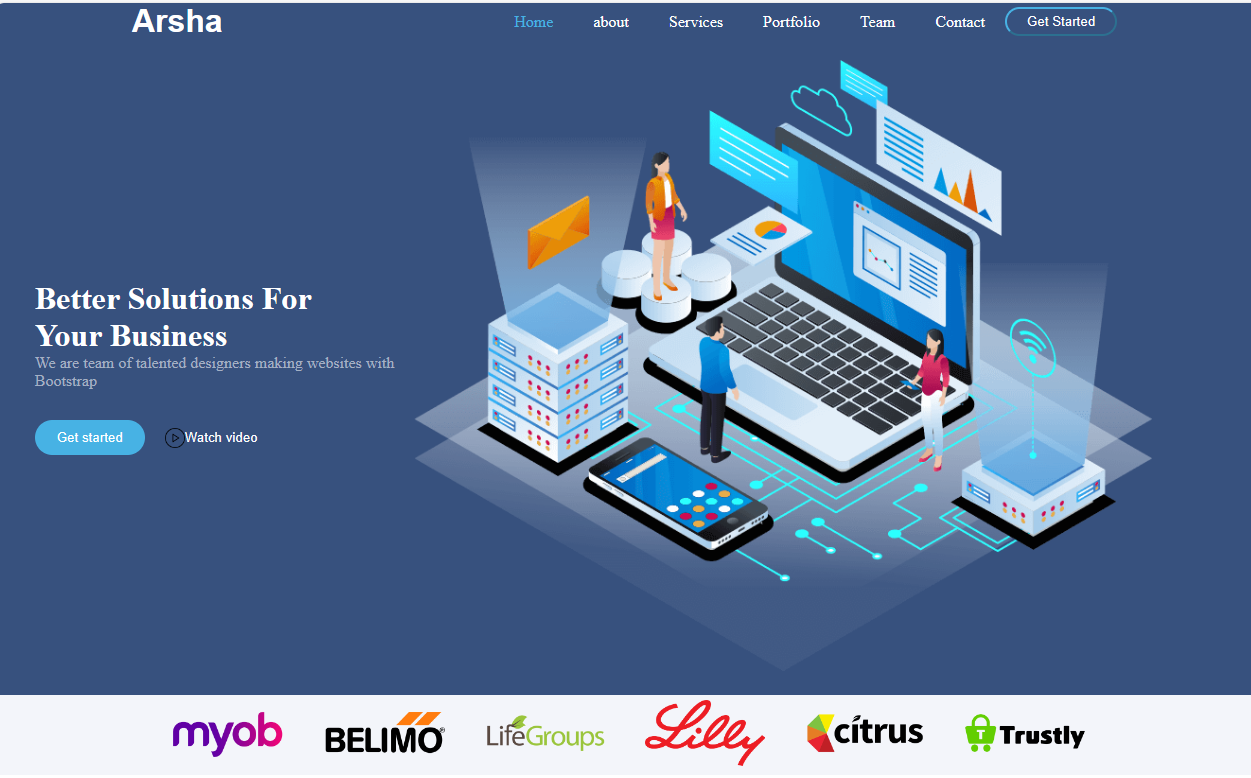 Arsha
Home about Services Portfolio Team Contact Get Started
Better Solutions For
Your Business
We are team of talented designers making websites with
Bootstrap
Get started Watch video
myob BELIMO® LifeGroups Lilly citrus T Trustly